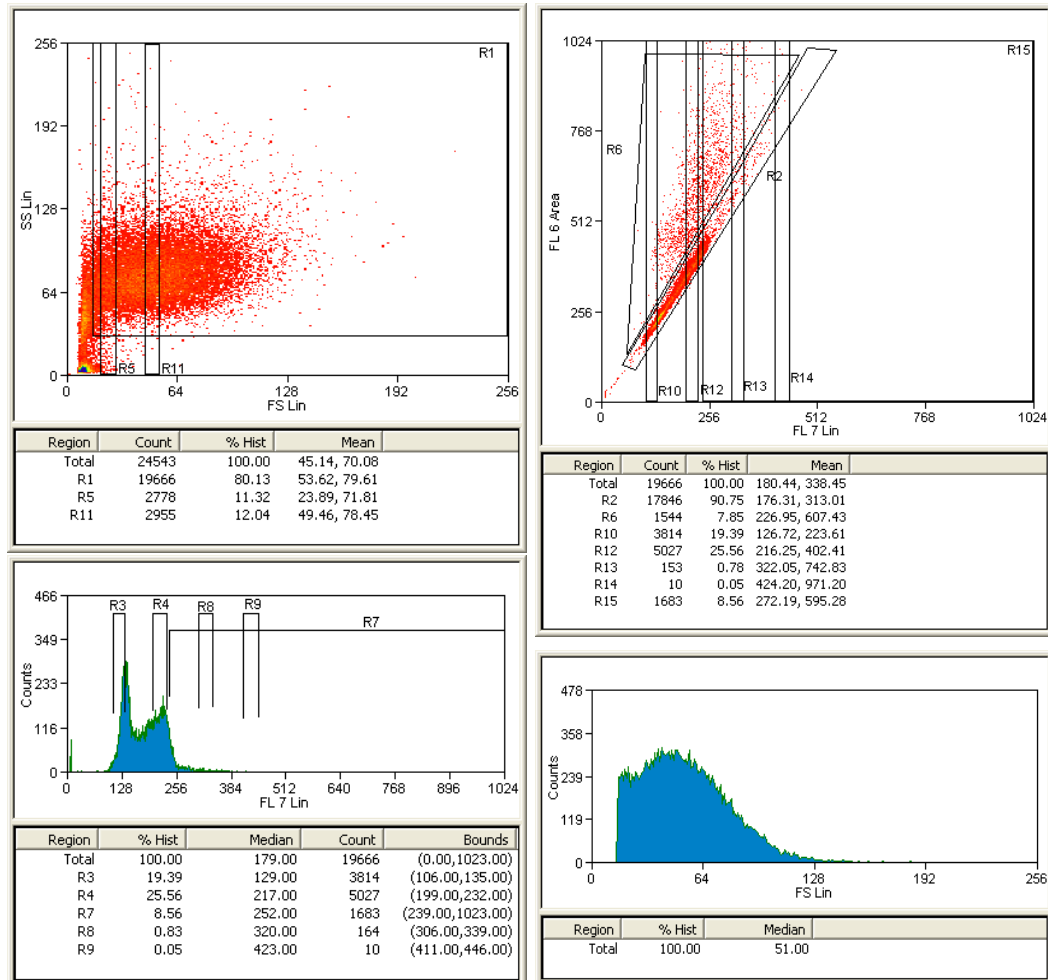 256
192
128
64
0
SS Lin
R1
R5
R11
0 64 128 192 256
FS Lin
Region Count % Hist Mean
Total 24543 100.00 45.14, 70.08
R1 19666 80.13 53.62, 79.61
R5 2778 11.32 23.89, 71.81
R11 2955 12.04 49.46, 78.45
1024
768
512
256
0
FL 6 Area
R15
R6
R2
R10
R12
R13
R14
0 256 512 768 1024
FL 7 Lin
Region Count % Hist Mean
Total 19666 100.00 180.44, 338.45
R2 17846 90.75 176.31, 313.01
R6 1544 7.85 226.95, 607.43
R10 3814 19.39 126.72, 223.61
R12 5027 25.56 216.25, 402.41
R13 153 0.78 322.05, 742.83
R14 10 0.05 424.20, 971.20
R15 1683 8.56 272.19, 595.28
466
349
233
116
0
Counts
R3 R4 R8 R9
R7
0 128 256 384 512 640 768 896 1024
FL 7 Lin
Region % Hist Median Count Bounds
Total 100.00 179.00 19666 (0.00,1023.00)
R3 19.39 129.00 3814 (106.00,135.00)
R4 25.56 217.00 5027 (199.00,232.00)
R7 8.56 252.00 1683 (239.00,1023.00)
R8 0.83 320.00 164 (306.00,339.00)
R9 0.05 423.00 10 (411.00,446.00)
478
358
239
119
0
Counts
0 64 128 192 256
FS Lin
Region % Hist Median
Total 100.00 51.00